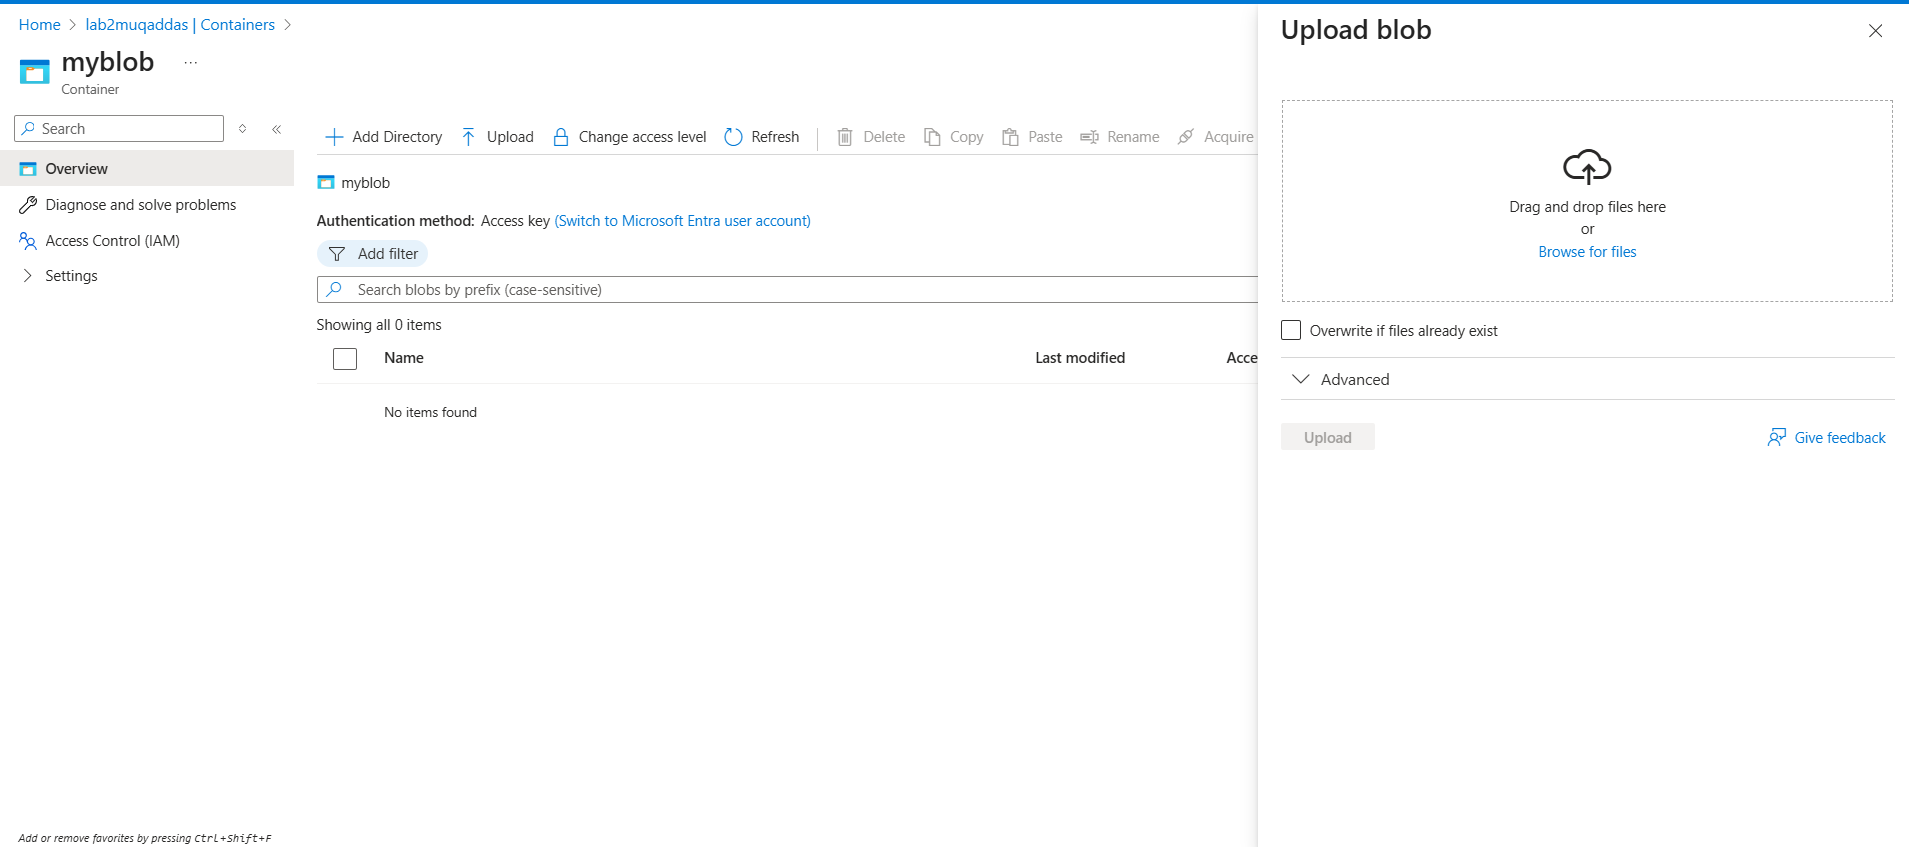 Home > lab2muqaddas | Containers >
myblob ...
Container
Search
Overview
Diagnose and solve problems
Access Control (IAM)
Settings
Add or remove favorites by pressing Ctrl+Shift+F
Add Directory Upload Change access level Refresh Delete Copy Paste Rename Acquire
myblob
Authentication method: Access key (Switch to Microsoft Entra user account)
Add filter
Search blobs by prefix (case-sensitive)
Showing all 0 items
Name Last modified Acce
No items found
Upload blob
Drag and drop files here
or
Browse for files
Overwrite if files already exist
Advanced
Upload Give feedback